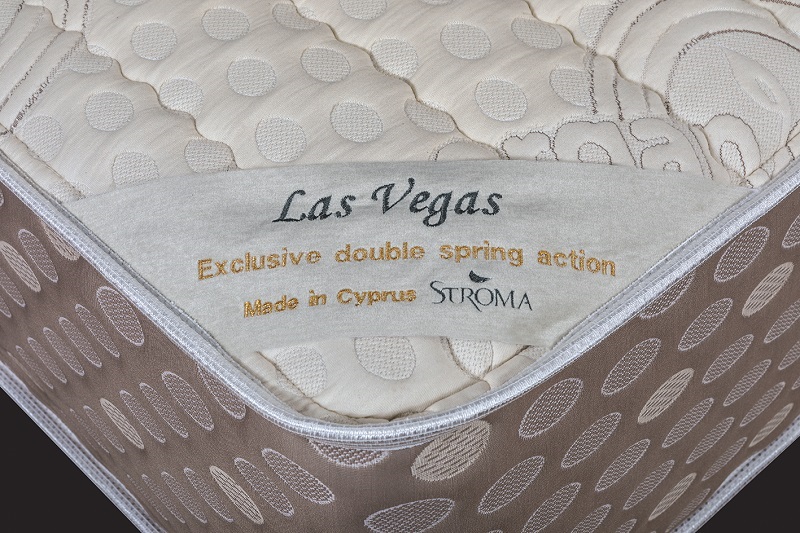 Las Vegas
Exclusive double spring action
Made in Cyprus STROMA